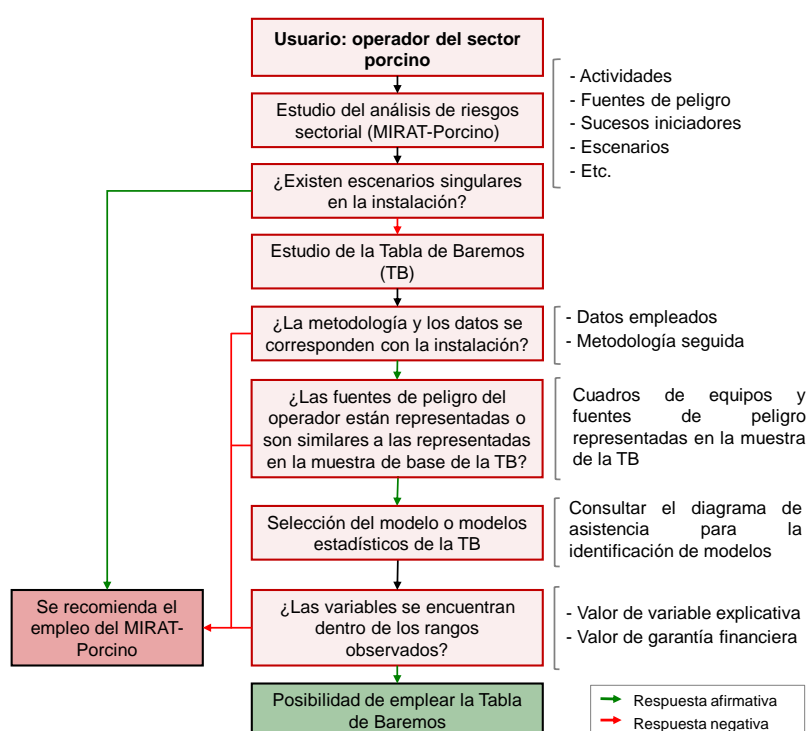 Usuario: operador del sector
porcino
- Actividades
- Fuentes de peligro
- Sucesos iniciadores
- Escenarios
- Etc.
Estudio del análisis de riesgos
sectorial (MIRAT-Porcino)
¿Existen escenarios singulares
en la instalación?
Estudio de la Tabla de Baremos
(TB)
¿La metodología y los datos se
corresponden con la instalación?
- Datos empleados
- Metodología seguida
¿Las fuentes de peligro del
operador están representadas o
son similares a las representadas
en la muestra de base de la TB?
Cuadros de equipos y
fuentes de peligro
representadas en la muestra
de la TB
Selección del modelo o modelos
estadísticos de la TB
Consultar el diagrama de
asistencia para la
identificación de modelos
Se recomienda el
empleo del MIRAT-
Porcino
¿Las variables se encuentran
dentro de los rangos
observados?
- Valor de variable explicativa
- Valor de garantía financiera
Posibilidad de emplear la Tabla
de Baremos
Respuesta afirmativa
Respuesta negativa